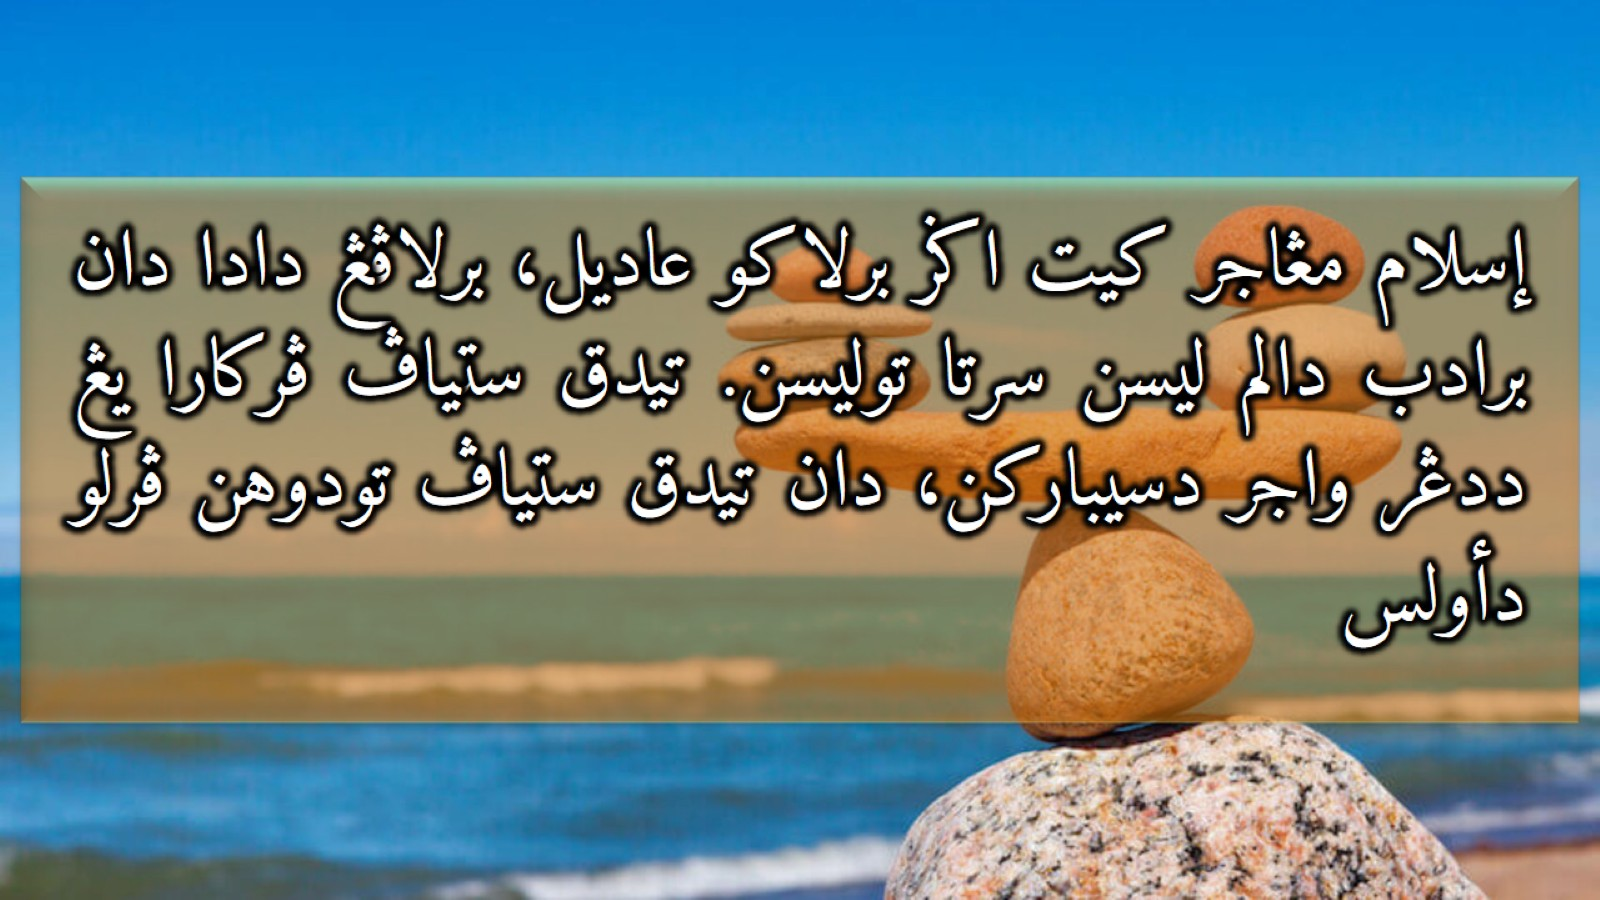 إسلام مڠاجر كيت اݢر برلاكو عاديل، برلاڤڠ دادا دان
برادب دالم ليسن سرتا توليسن. تيدق ستياڤ ڤركارا يڠ
ددڠر واجر دسيباركن، دان تيدق ستياڤ تودوهن ڤرلو
دأولس